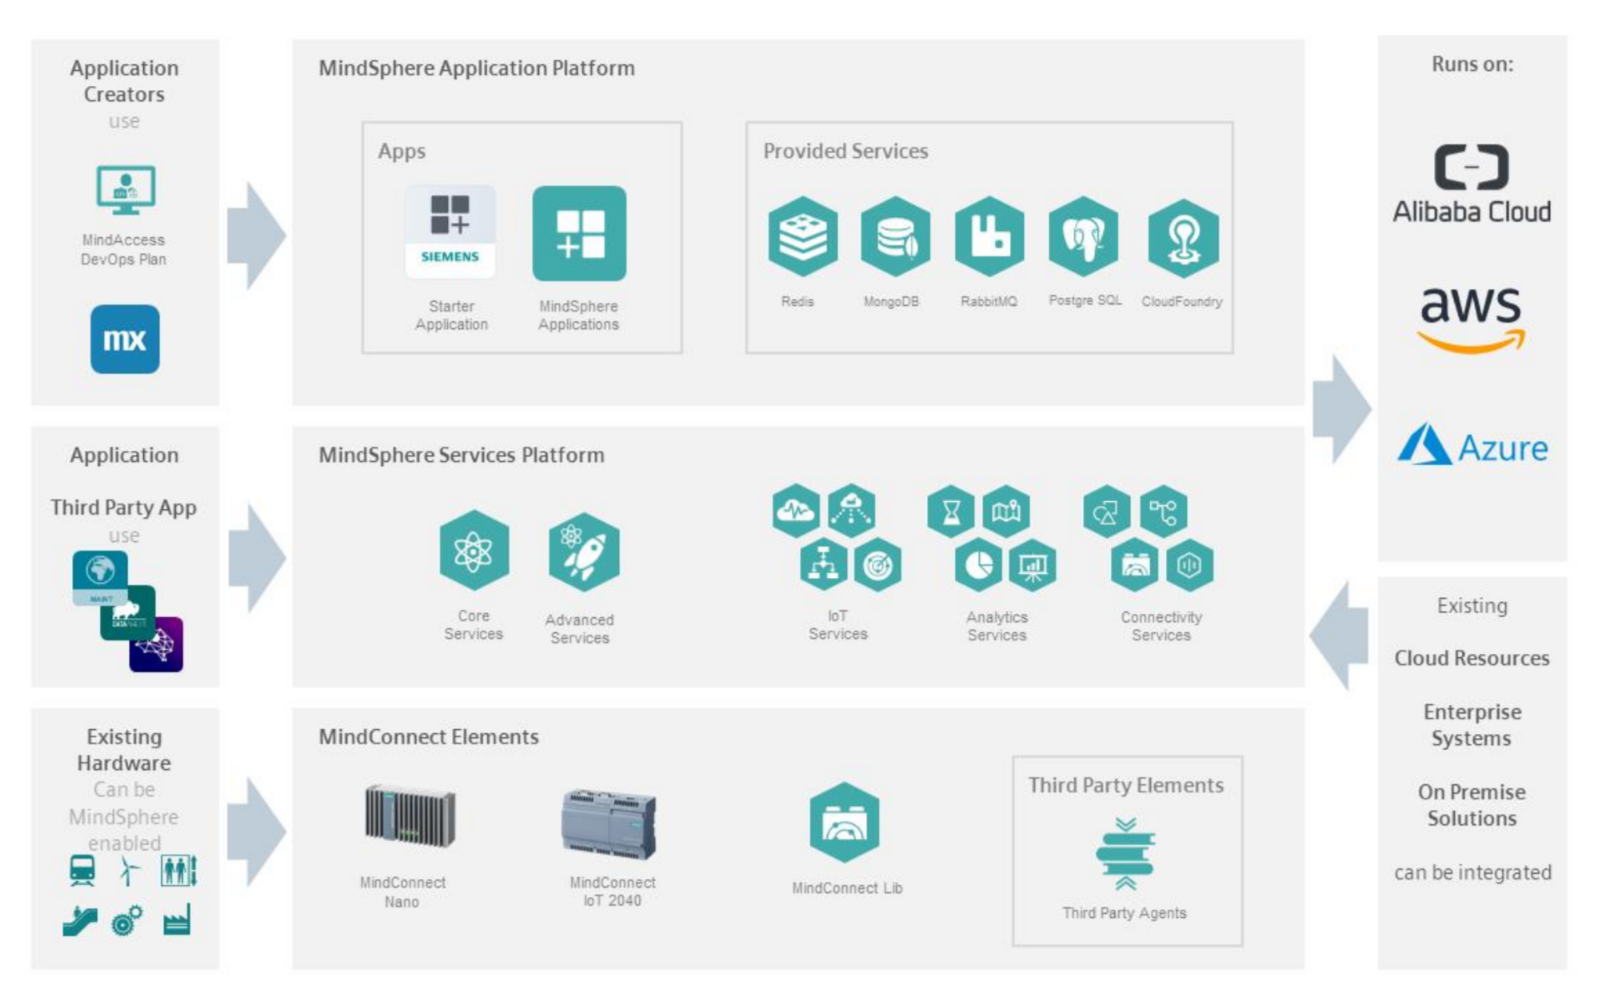 Application
Creators
use
MindAccess
DevOps Plan
mx
MindSphere Application Platform
Apps
SIEMENS
Starter
Application
MindSphere
Applications
Provided Services
Redis
MongoDB
RabbitMQ
Postgre SQL
CloudFoundry
Runs on:
Alibaba Cloud
aws
Azure
Application
Third Party App
use
MindSphere Services Platform
Core
Services
Advanced
Services
IoT
Services
Analytics
Services
Connectivity
Services
Existing
Cloud Resources
Enterprise
Systems
On Premise
Solutions
can be integrated
Existing
Hardware
Can be
MindSphere
enabled
MindConnect Elements
MindConnect
Nano
MindConnect
IoT 2040
MindConnect Lib
Third Party Elements
Third Party Agents